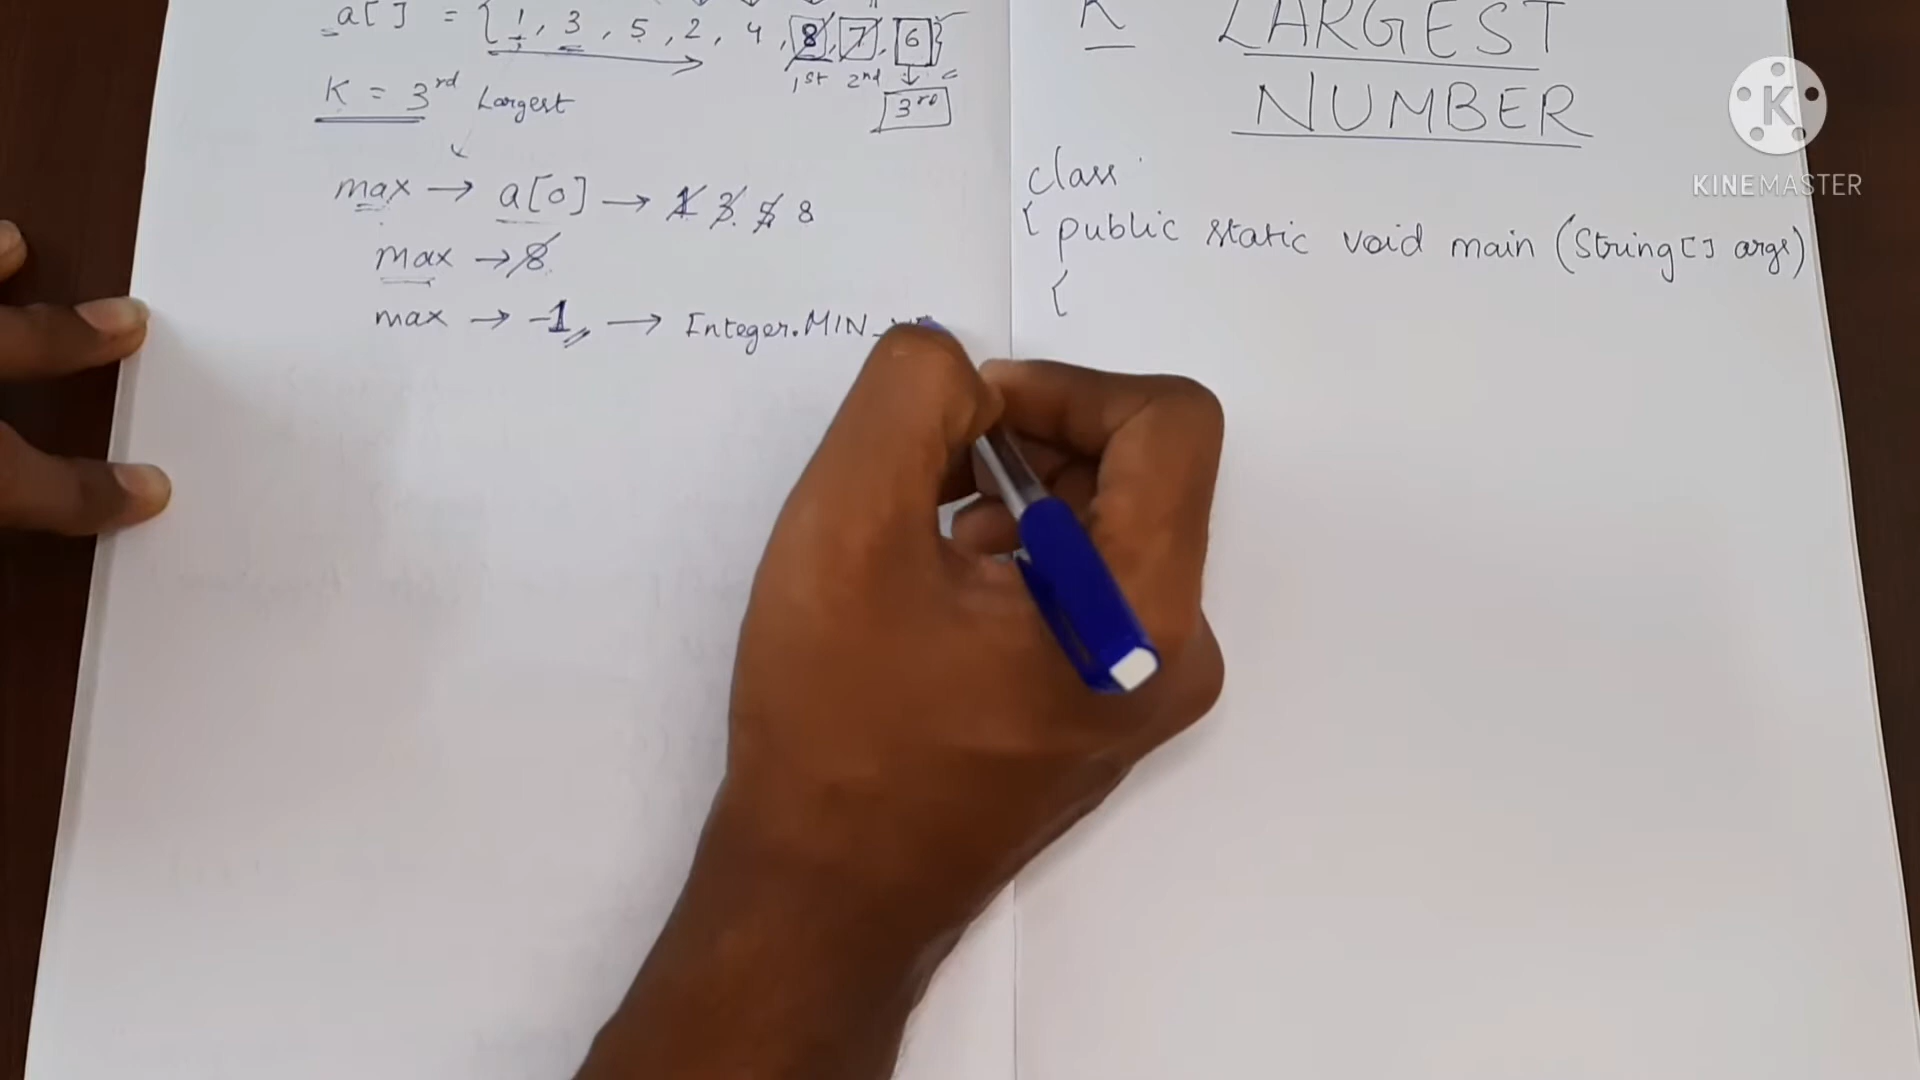 a[] = {1, 3, 5, 2, 4, 8, 7, 6}
1st 2nd
3rd
K = 3rd Largest
max → a[0] → 1 3 5 8
max → 8
max → -1 → Integer.MIN_
K LARGEST
NUMBER
class
{ public static void main (String[] args)
{
K
KINEMASTER